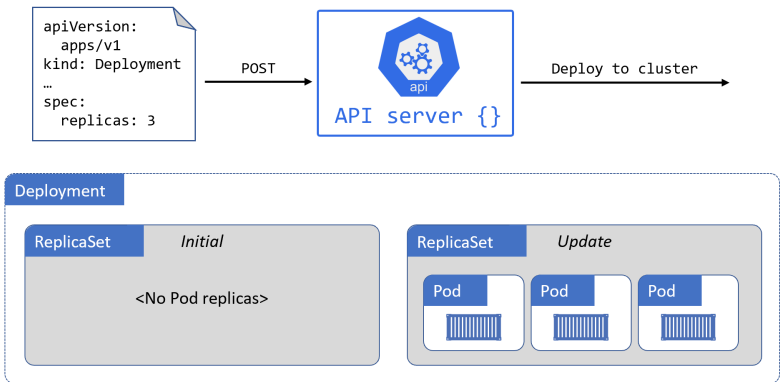 apiVersion:
apps/v1
kind: Deployment
…
spec:
replicas: 3
POST
api
API server {}
Deploy to cluster
Deployment
ReplicaSet
Initial
<No Pod replicas>
ReplicaSet
Update
Pod
Pod
Pod